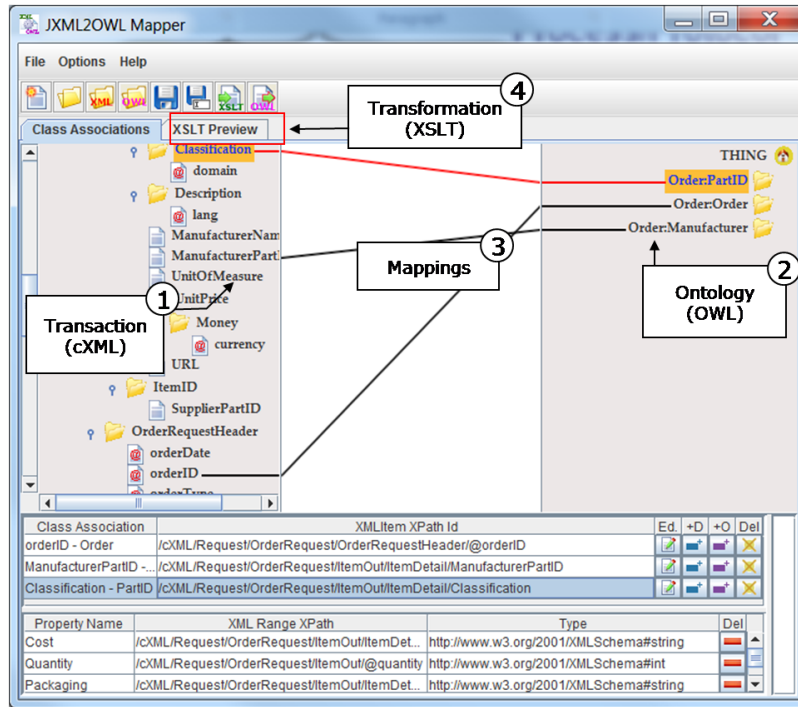 JXML2OWL Mapper
File Options Help
XML OWL XSLT OWL
Class Associations XSLT Preview
4
Transformation
(XSLT)
Classification
domain
Description
lang
ManufacturerNam
ManufacturerPart
UnitOfMeasure
UnitPrice
Money
currency
URL
ItemID
SupplierPartID
OrderRequestHeader
orderDate
orderID
orderType
1
Transaction
(cXML)
3
Mappings
THING
Order:PartID
Order:Order
Order:Manufacturer
2
Ontology
(OWL)
Class Association XMLItem XPath Id Ed. +D +O Del
orderID - Order /cXML/Request/OrderRequest/OrderRequestHeader/@orderID
ManufacturerPartID -... /cXML/Request/OrderRequest/ItemOut/ItemDetail/ManufacturerPartID
Classification - PartID /cXML/Request/OrderRequest/ItemOut/ItemDetail/Classification
Property Name XML Range XPath Type Del
Cost /cXML/Request/OrderRequest/ItemOut/ItemDet... http://www.w3.org/2001/XMLSchema#string
Quantity /cXML/Request/OrderRequest/ItemOut/@quantity http://www.w3.org/2001/XMLSchema#int
Packaging /cXML/Request/OrderRequest/ItemOut/ItemDet... http://www.w3.org/2001/XMLSchema#string